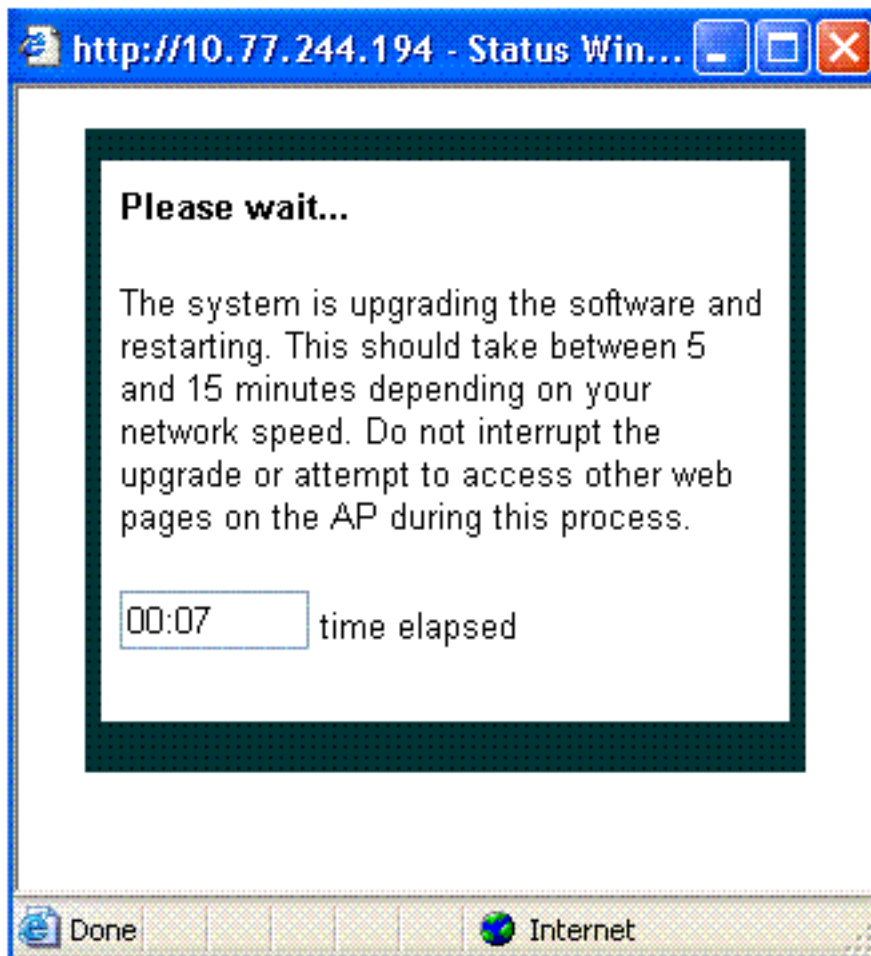 http://10.77.244.194 - Status Win...
Please wait...
The system is upgrading the software and
restarting. This should take between 5
and 15 minutes depending on your
network speed. Do not interrupt the
upgrade or attempt to access other web
pages on the AP during this process.
00:07 time elapsed
Done Internet